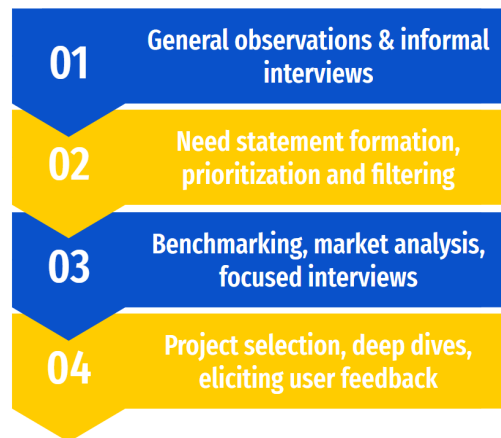 01
General observations & informal
interviews
02
Need statement formation,
prioritization and filtering
03
Benchmarking, market analysis,
focused interviews
04
Project selection, deep dives,
eliciting user feedback